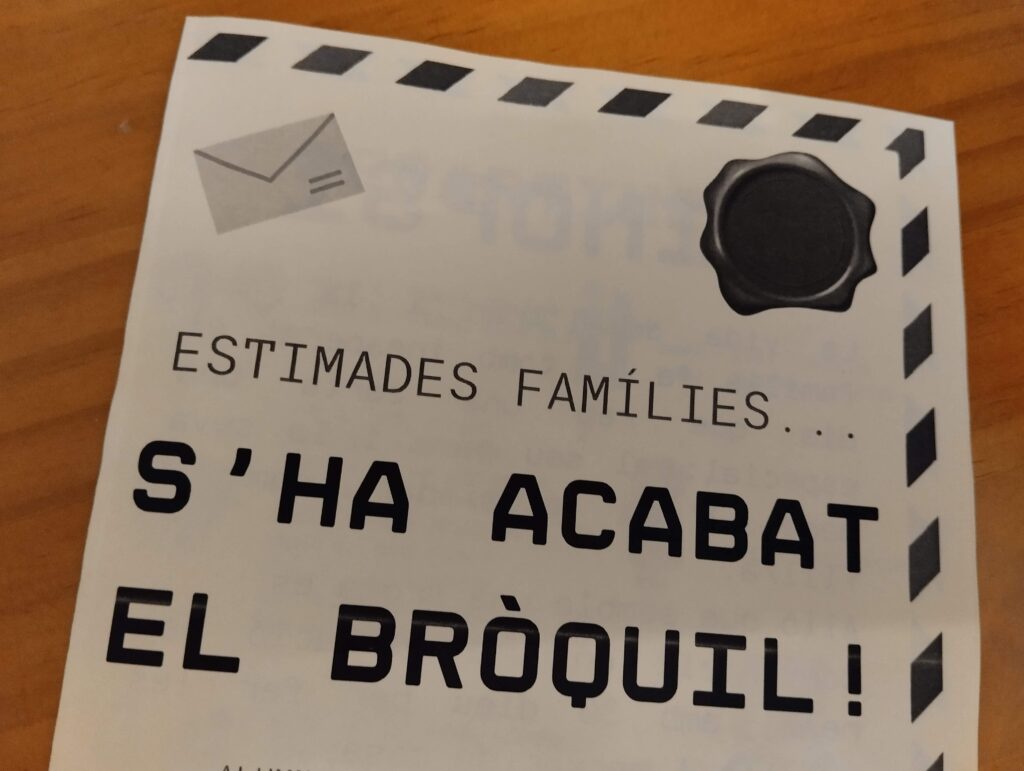 ESTIMADES FAMÍLIES...
S'HA ACABAT
EL BRÒQUIL!